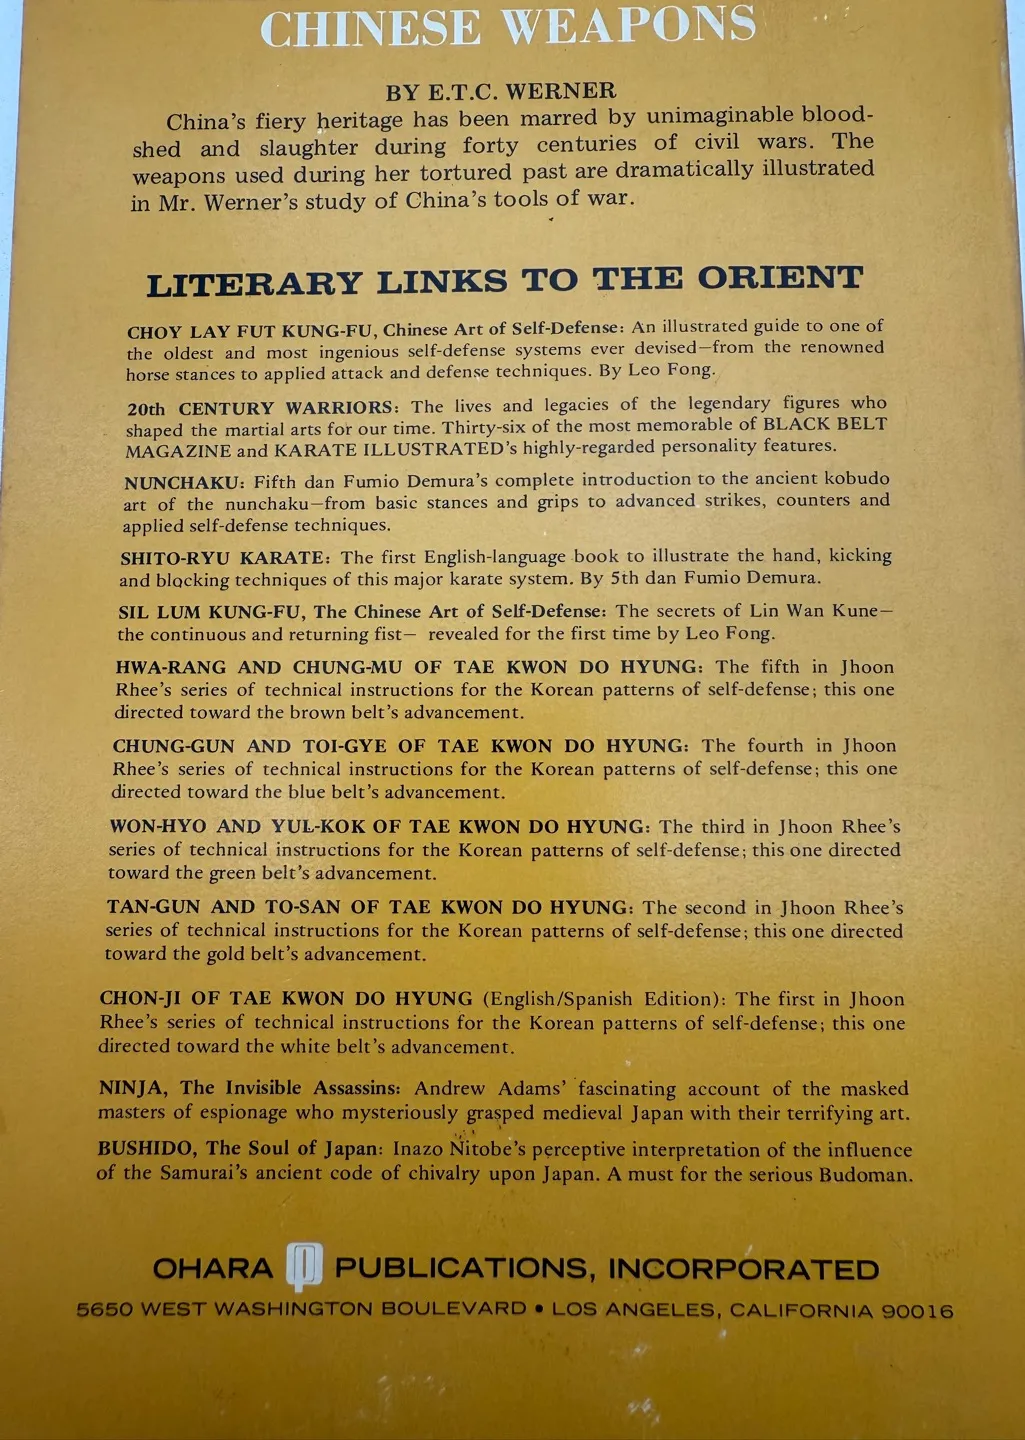 CHINESE WEAPONS
BY E.T.C. WERNER
China's fiery heritage has been marred by unimaginable blood-
shed and slaughter during forty centuries of civil wars. The
weapons used during her tortured past are dramatically illustrated
in Mr. Werner's study of China's tools of war.
LITERARY LINKS TO THE ORIENT
CHOY LAY FUT KUNG-FU, Chinese Art of Self-Defense: An illustrated guide to one of
the oldest and most ingenious self-defense systems ever devised—from the renowned
horse stances to applied attack and defense techniques. By Leo Fong.
20th CENTURY WARRIORS: The lives and legacies of the legendary figures who
shaped the martial arts for our time. Thirty-six of the most memorable of BLACK BELT
MAGAZINE and KARATE ILLUSTRATED's highly-regarded personality features.
NUNCHAKU: Fifth dan Fumio Demura's complete introduction to the ancient kobudo
art of the nunchaku—from basic stances and grips to advanced strikes, counters and
applied self-defense techniques.
SHITO-RYU KARATE: The first English-language book to illustrate the hand, kicking
and blocking techniques of this major karate system. By 5th dan Fumio Demura.
SIL LUM KUNG-FU, The Chinese Art of Self-Defense: The secrets of Lin Wan Kune—
the continuous and returning fist— revealed for the first time by Leo Fong.
HWA-RANG AND CHUNG-MU OF TAE KWON DO HYUNG: The fifth in Jhoon
Rhee's series of technical instructions for the Korean patterns of self-defense; this one
directed toward the brown belt's advancement.
CHUNG-GUN AND TOI-GYE OF TAE KWON DO HYUNG: The fourth in Jhoon
Rhee's series of technical instructions for the Korean patterns of self-defense; this one
directed toward the blue belt's advancement.
WON-HYO AND YUL-KOK OF TAE KWON DO HYUNG: The third in Jhoon Rhee's
series of technical instructions for the Korean patterns of self-defense; this one directed
toward the green belt's advancement.
TAN-GUN AND TO-SAN OF TAE KWON DO HYUNG: The second in Jhoon Rhee's
series of technical instructions for the Korean patterns of self-defense; this one directed
toward the gold belt's advancement.
CHON-JI OF TAE KWON DO HYUNG (English/Spanish Edition): The first in Jhoon
Rhee's series of technical instructions for the Korean patterns of self-defense; this one
directed toward the white belt's advancement.
NINJA, The Invisible Assassins: Andrew Adams' fascinating account of the masked
masters of espionage who mysteriously grasped medieval Japan with their terrifying art.
BUSHIDO, The Soul of Japan: Inazo Nitobe's perceptive interpretation of the influence
of the Samurai's ancient code of chivalry upon Japan. A must for the serious Budoman.
OHARA PUBLICATIONS, INCORPORATED
5650 WEST WASHINGTON BOULEVARD • LOS ANGELES, CALIFORNIA 90016